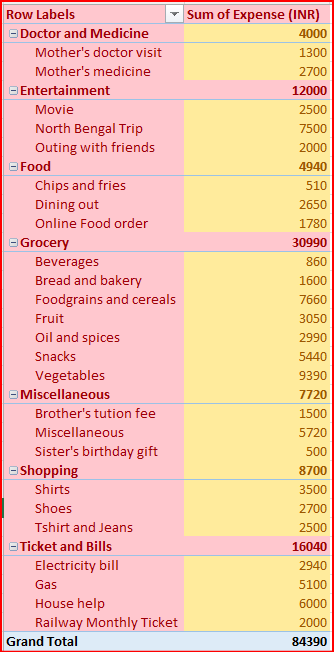 Row Labels Sum of Expense (INR)
Doctor and Medicine 4000
Mother's doctor visit 1300
Mother's medicine 2700
Entertainment 12000
Movie 2500
North Bengal Trip 7500
Outing with friends 2000
Food 4940
Chips and fries 510
Dining out 2650
Online Food order 1780
Grocery 30990
Beverages 860
Bread and bakery 1600
Foodgrains and cereals 7660
Fruit 3050
Oil and spices 2990
Snacks 5440
Vegetables 9390
Miscellaneous 7720
Brother's tution fee 1500
Miscellaneous 5720
Sister's birthday gift 500
Shopping 8700
Shirts 3500
Shoes 2700
Tshirt and Jeans 2500
Ticket and Bills 16040
Electricity bill 2940
Gas 5100
House help 6000
Railway Monthly Ticket 2000
Grand Total 84390